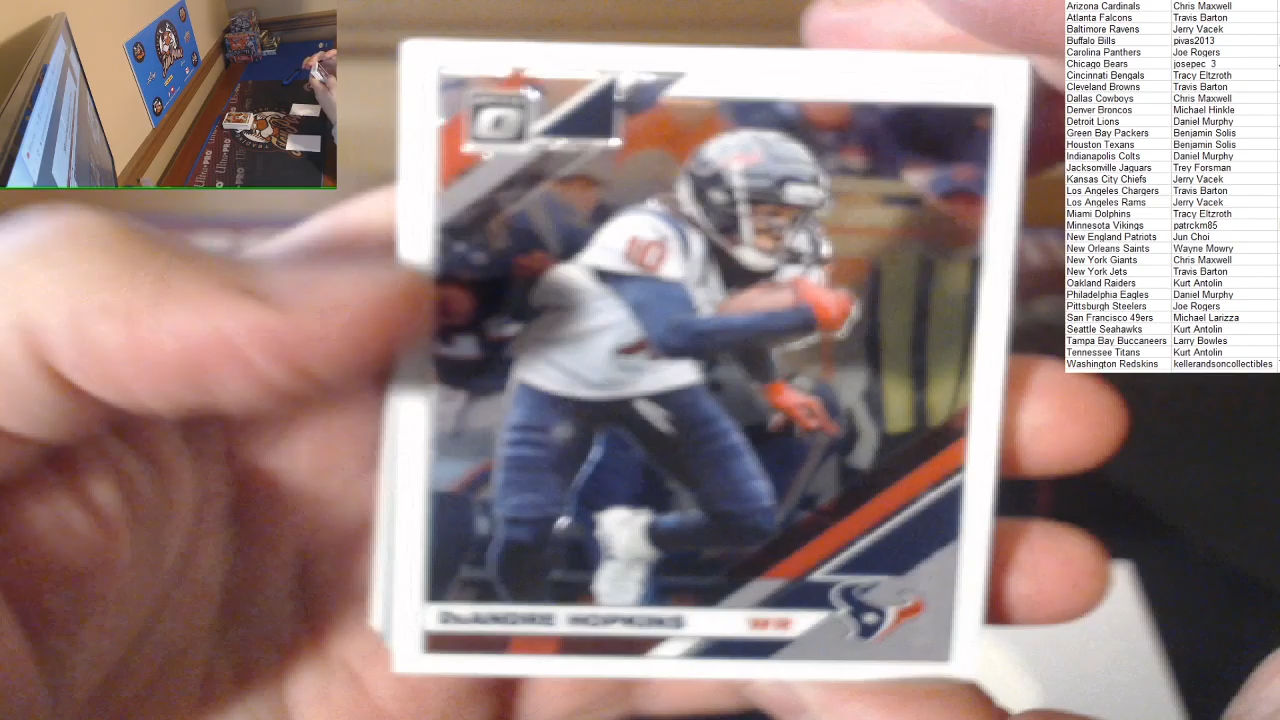 Arizona Cardinals Chris Maxwell
Atlanta Falcons Travis Barton
Baltimore Ravens Jerry Vacek
Buffalo Bills pivas2013
Carolina Panthers Joe Rogers
Chicago Bears josepec_3
Cincinnati Bengals Tracy Eltzroth
Cleveland Browns Travis Barton
Dallas Cowboys Chris Maxwell
Denver Broncos Michael Hinkle
Detroit Lions Daniel Murphy
Green Bay Packers Benjamin Solis
Houston Texans Benjamin Solis
Indianapolis Colts Daniel Murphy
Jacksonville Jaguars Trey Forsman
Kansas City Chiefs Jerry Vacek
Los Angeles Chargers Travis Barton
Los Angeles Rams Jerry Vacek
Miami Dolphins Tracy Eltzroth
Minnesota Vikings patrckm85
New England Patriots Jun Choi
New Orleans Saints Wayne Mowry
New York Giants Chris Maxwell
New York Jets Travis Barton
Oakland Raiders Kurt Antolin
Philadelphia Eagles Daniel Murphy
Pittsburgh Steelers Joe Rogers
San Francisco 49ers Michael Larizza
Seattle Seahawks Kurt Antolin
Tampa Bay Buccaneers Larry Bowles
Tennessee Titans Kurt Antolin
Washington Redskins kellerandsoncollectibles
10
DeANDRE HOPKINS WR